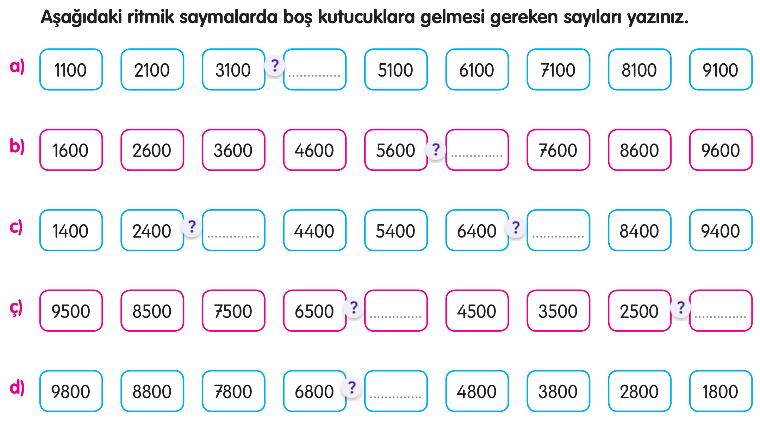 Aşağıdaki ritmik saymalarda boş kutucuklara gelmesi gereken sayıları yazınız.
a) 1100 2100 3100 ? .............. 5100 6100 7100 8100 9100
b) 1600 2600 3600 4600 5600 ? .............. 7600 8600 9600
c) 1400 2400 ? .............. 4400 5400 6400 ? .............. 8400 9400
ç) 9500 8500 7500 6500 ? .............. 4500 3500 2500 ? ..............
d) 9800 8800 7800 6800 ? .............. 4800 3800 2800 1800